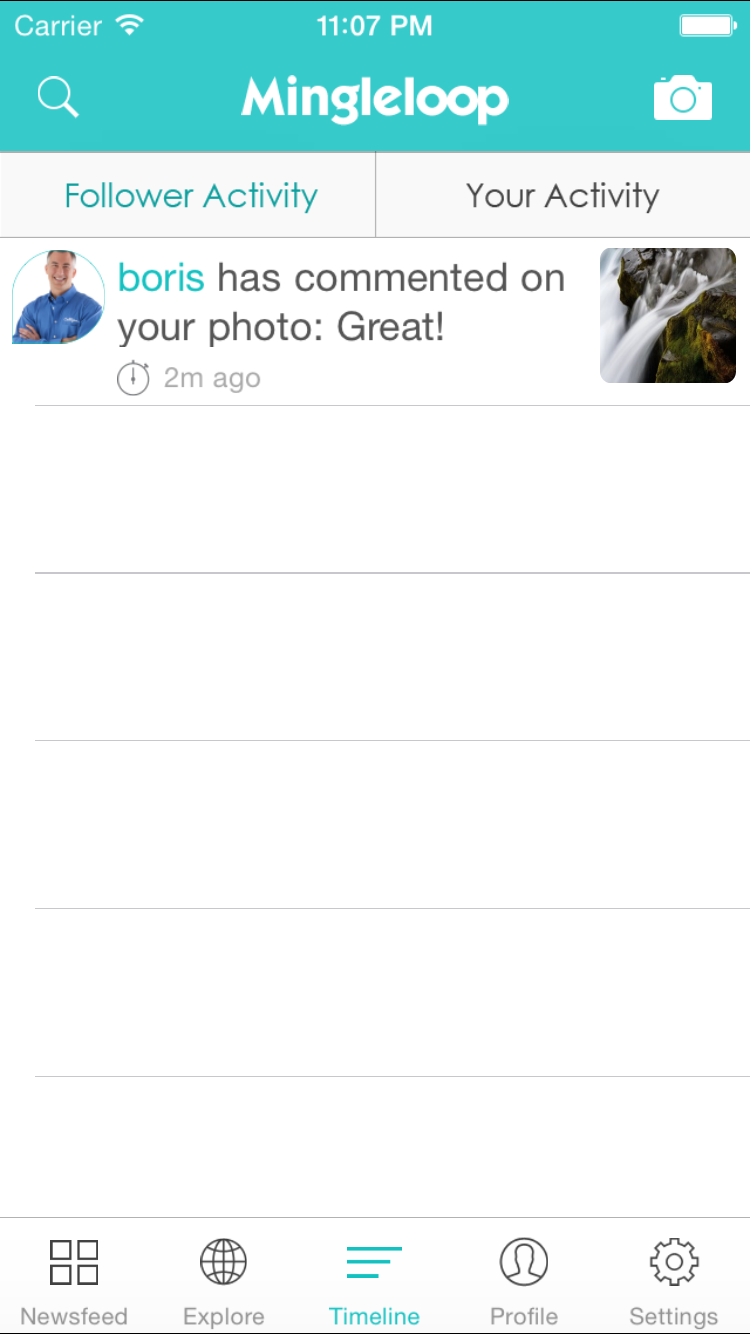 Carrier 11:07 PM
Mingleloop
Follower Activity Your Activity
boris has commented on
your photo: Great!
2m ago
Newsfeed Explore Timeline Profile Settings